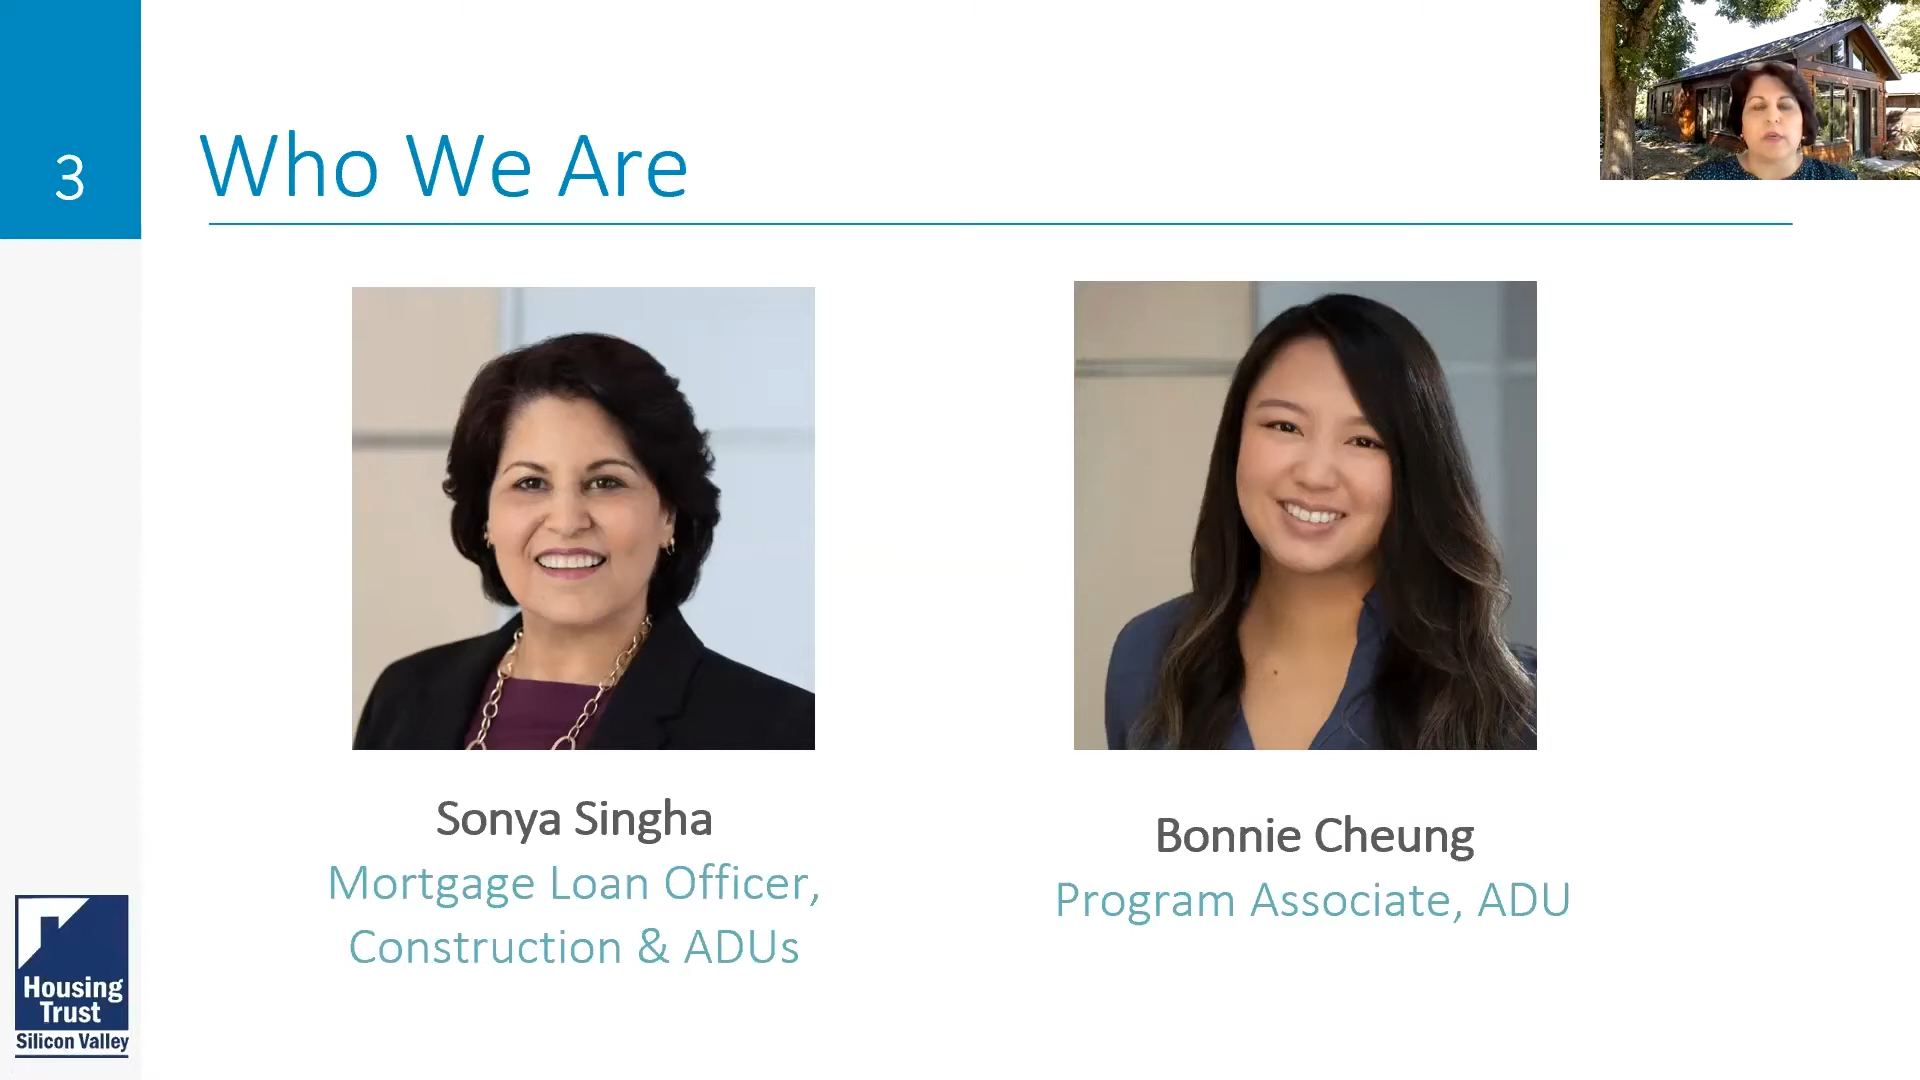 3
Who We Are
Sonya Singha
Mortgage Loan Officer,
Construction & ADUs
Bonnie Cheung
Program Associate, ADU
Housing
Trust
Silicon Valley